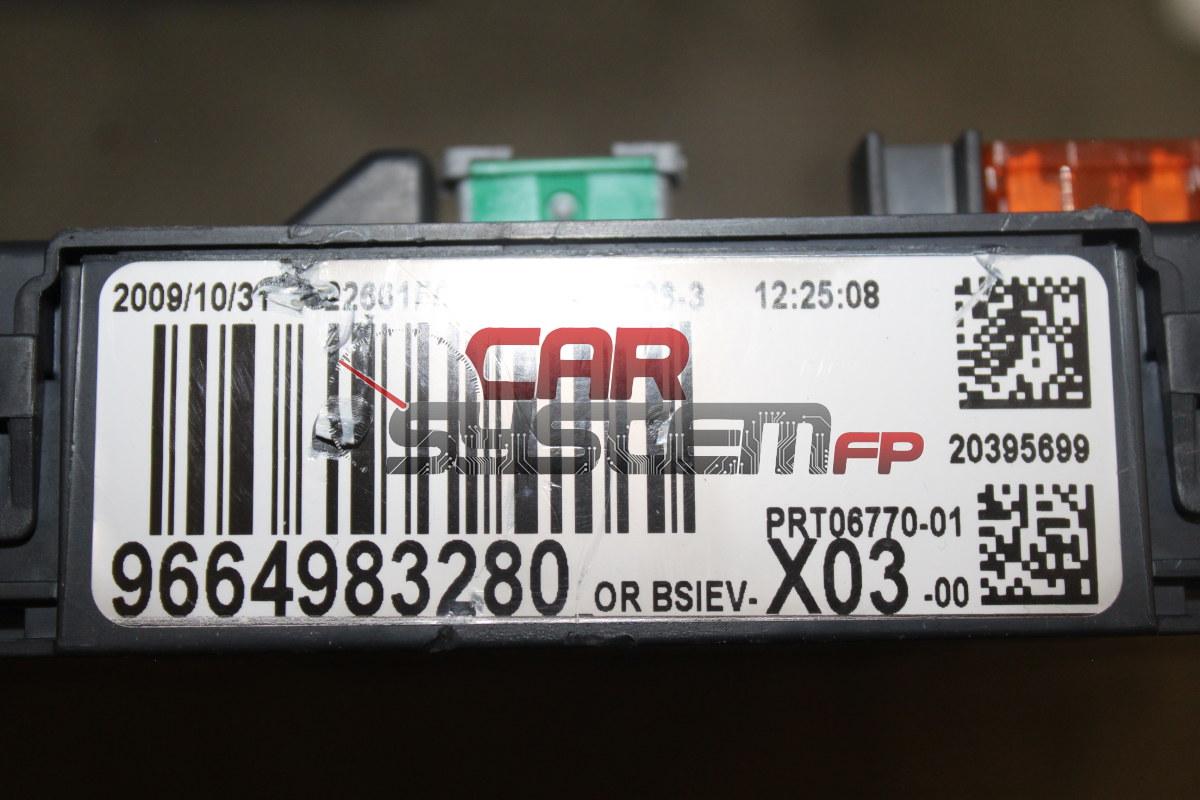 2009/10/31 12:25:08
CAR
SYSTEM FP
20395699
PRT06770-01
9664983280 OR BSIEV-X03-00